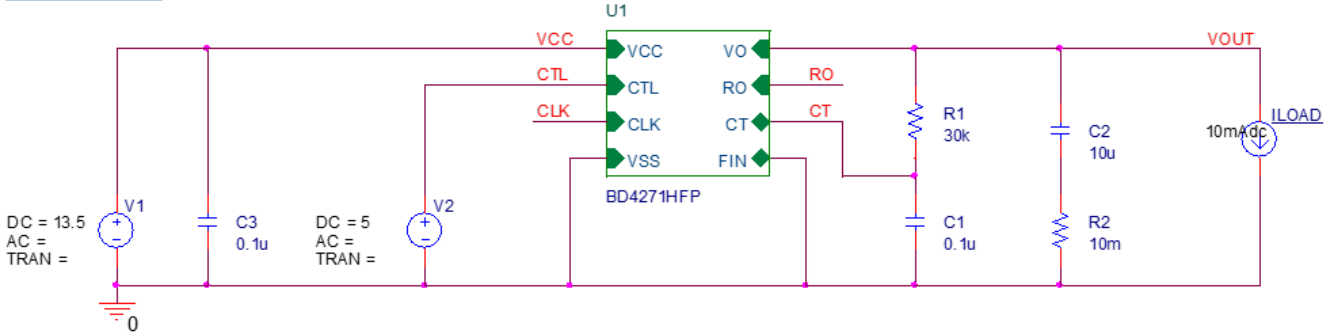 U1
VCC
VCC
VO
VOUT
CTL
CTL
RO
RO
CLK
CLK
CT
CT
VSS
FIN
BD4271HFP
R1
30k
C2
10u
10mAdc
ILOAD
V1
DC = 13.5
AC =
TRAN =
C3
0.1u
V2
DC = 5
AC =
TRAN =
C1
0.1u
R2
10m
0